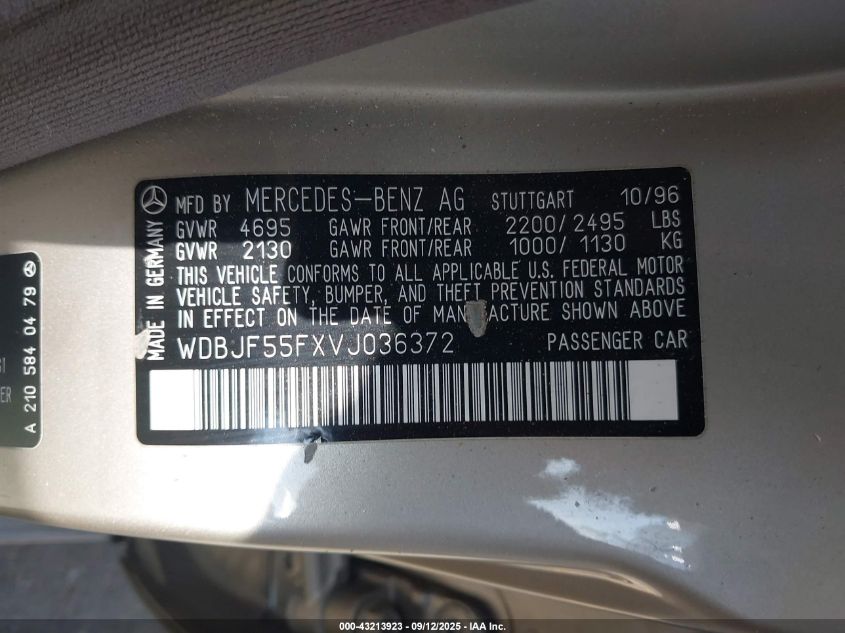 MFD BY MERCEDES-BENZ AG STUTTGART 10/96
GVWR 4695 GAWR FRONT/REAR 2200/2495 LBS
GVWR 2130 GAWR FRONT/REAR 1000/1130 KG
THIS VEHICLE CONFORMS TO ALL APPLICABLE U.S. FEDERAL MOTOR
VEHICLE SAFETY, BUMPER, AND THEFT PREVENTION STANDARDS
IN EFFECT ON THE DATE OF MANUFACTURE SHOWN ABOVE
WDBJF55FXVJ036372 PASSENGER CAR
MADE IN GERMANY
A 210 584 04 79
000-43213923 - 09/12/2025 - IAA, Inc.